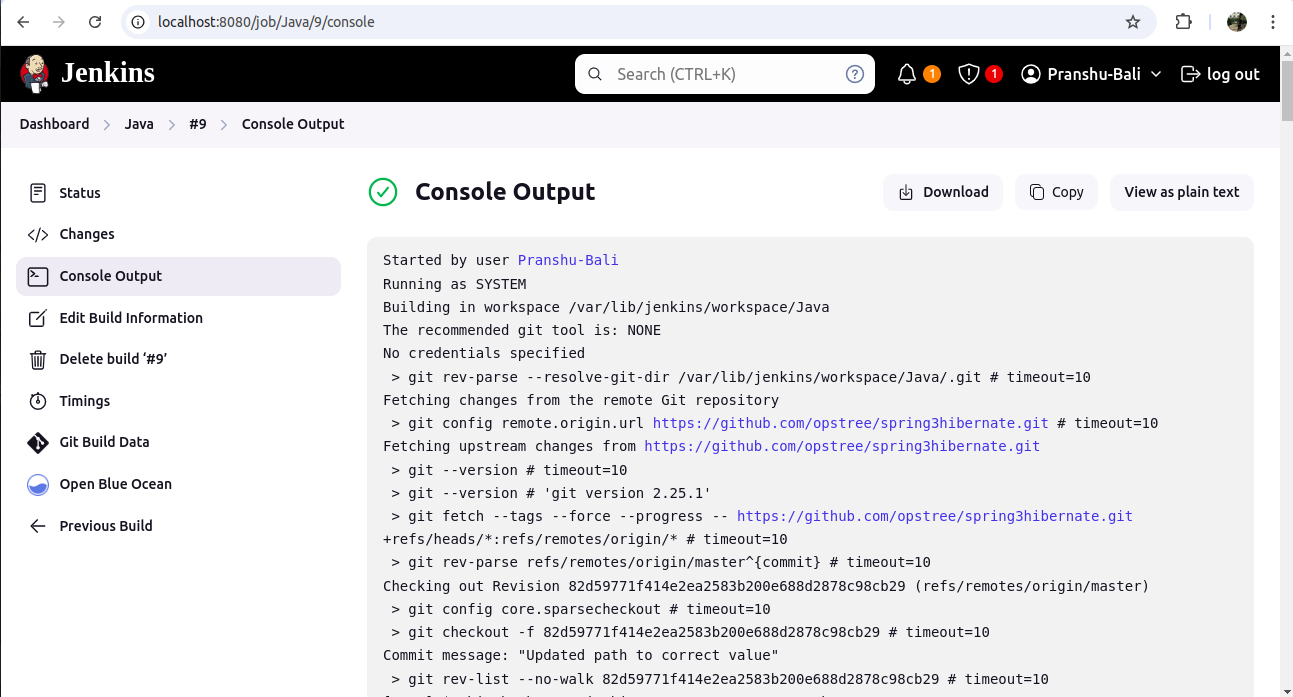 localhost:8080/job/Java/9/console
Jenkins
Search (CTRL+K)
?
1
1
Pranshu-Bali
log out
Dashboard > Java > #9 > Console Output
Status
Changes
Console Output
Edit Build Information
Delete build ‘#9’
Timings
Git Build Data
Open Blue Ocean
Previous Build
Console Output
Download
Copy
View as plain text
Started by user Pranshu-Bali
Running as SYSTEM
Building in workspace /var/lib/jenkins/workspace/Java
The recommended git tool is: NONE
No credentials specified
> git rev-parse --resolve-git-dir /var/lib/jenkins/workspace/Java/.git # timeout=10
Fetching changes from the remote Git repository
> git config remote.origin.url https://github.com/opstree/spring3hibernate.git # timeout=10
Fetching upstream changes from https://github.com/opstree/spring3hibernate.git
> git --version # timeout=10
> git --version # 'git version 2.25.1'
> git fetch --tags --force --progress -- https://github.com/opstree/spring3hibernate.git
+refs/heads/*:refs/remotes/origin/* # timeout=10
> git rev-parse refs/remotes/origin/master^{commit} # timeout=10
Checking out Revision 82d59771f414e2ea2583b200e688d2878c98cb29 (refs/remotes/origin/master)
> git config core.sparsecheckout # timeout=10
> git checkout -f 82d59771f414e2ea2583b200e688d2878c98cb29 # timeout=10
Commit message: "Updated path to correct value"
> git rev-list --no-walk 82d59771f414e2ea2583b200e688d2878c98cb29 # timeout=10